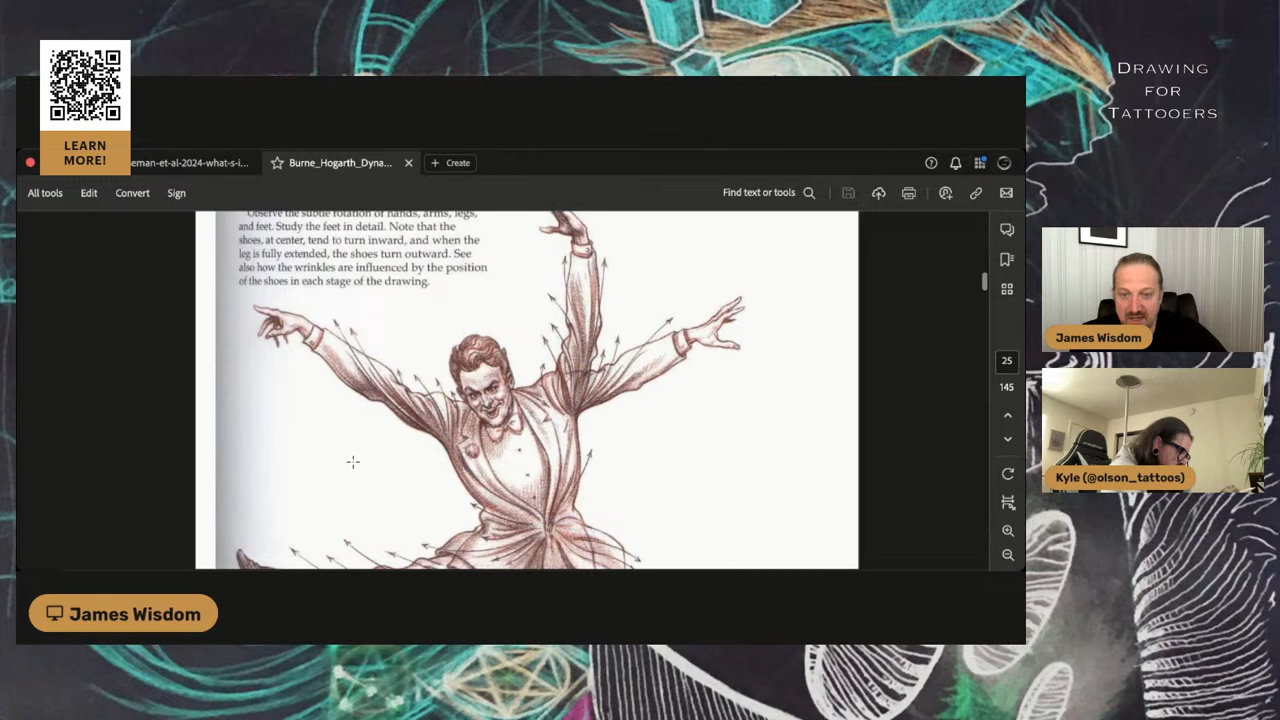 DRAWING
FOR
TATTOOERS
LEARN
MORE!
eman-et-al-2024-what-s-i...
Burne_Hogarth_Dyna...
Create
All tools
Edit
Convert
Sign
Find text or tools
Observe the subtle rotation of hands, arms, legs,
and feet. Study the feet in detail. Note that the
shoes, at center, tend to turn inward, and when the
leg is fully extended, the shoes turn outward. See
also how the wrinkles are influenced by the position
of the shoes in each stage of the drawing.
25
145
James Wisdom
Kyle (@olson_tattoos)
James Wisdom